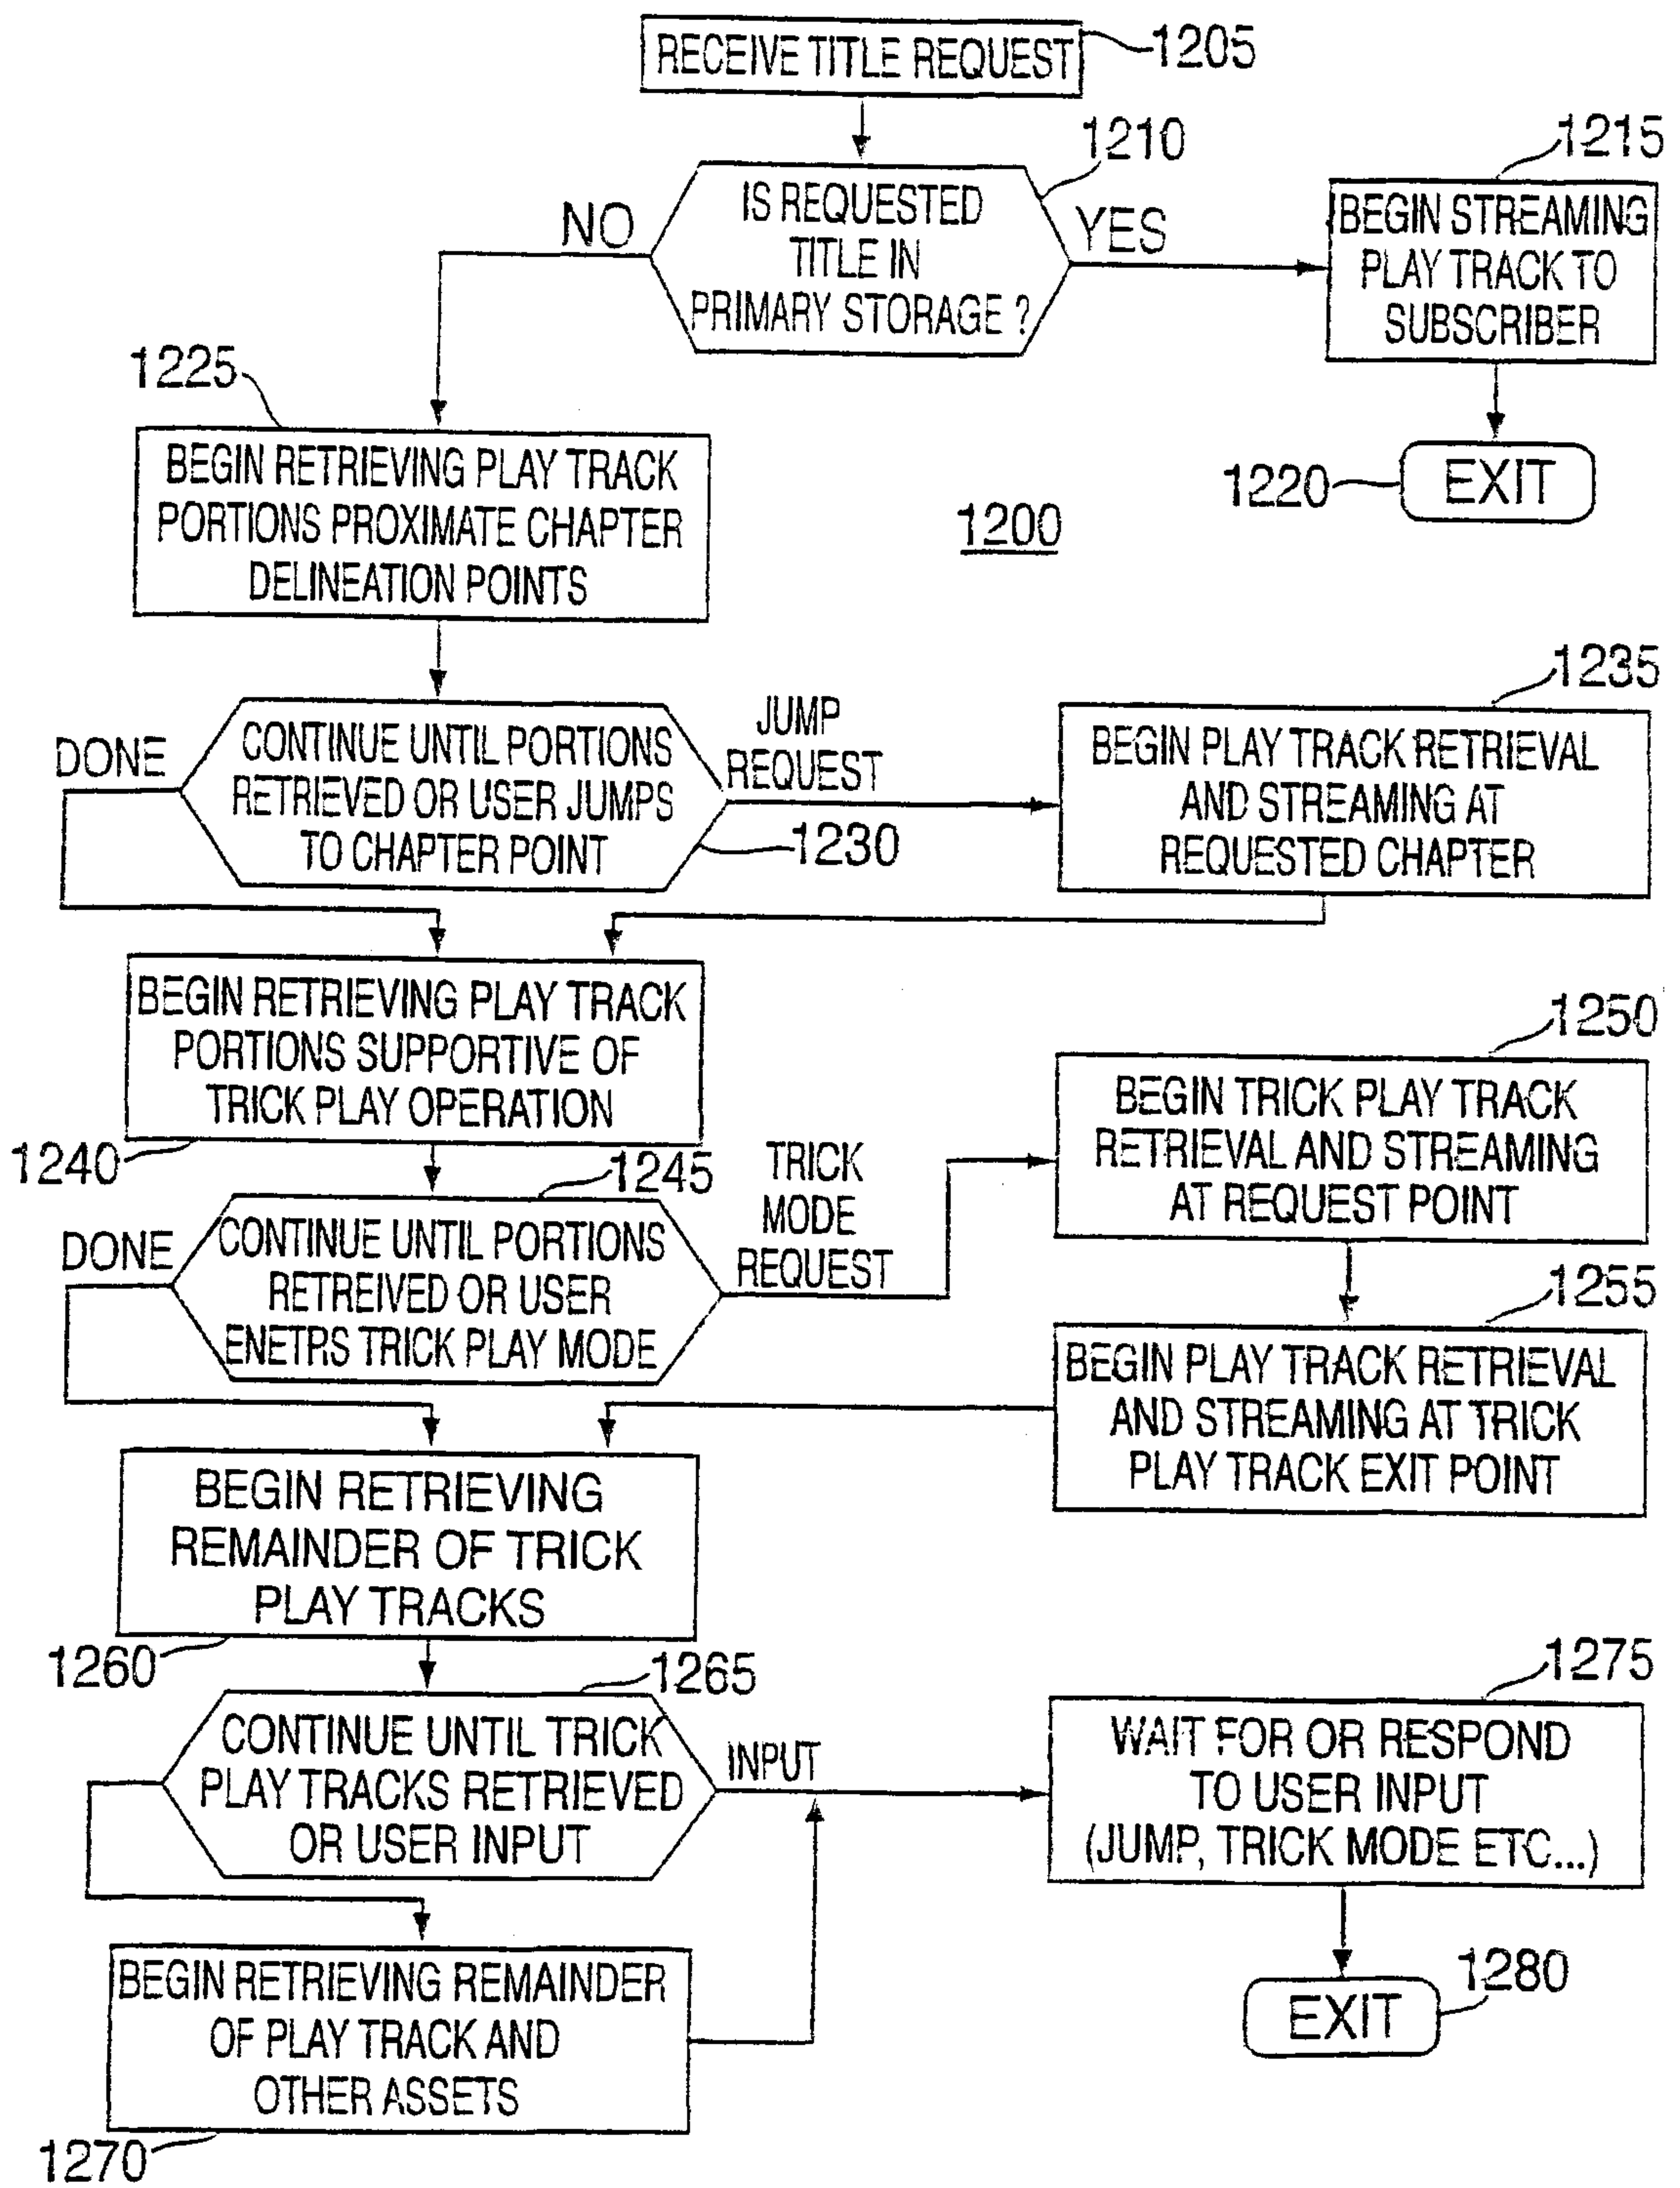 RECEIVE TITLE REQUEST
1205
1210
1215
IS REQUESTED
TITLE IN
PRIMARY STORAGE ?
NO
YES
BEGIN STREAMING
PLAY TRACK TO
SUBSCRIBER
1220
EXIT
1200
1225
BEGIN RETRIEVING PLAY TRACK
PORTIONS PROXIMATE CHAPTER
DELINEATION POINTS
DONE
CONTINUE UNTIL PORTIONS
RETRIEVED OR USER JUMPS
TO CHAPTER POINT
JUMP
REQUEST
1230
1235
BEGIN PLAY TRACK RETRIEVAL
AND STREAMING AT
REQUESTED CHAPTER
BEGIN RETRIEVING PLAY TRACK
PORTIONS SUPPORTIVE OF
TRICK PLAY OPERATION
1240
1245
DONE
CONTINUE UNTIL PORTIONS
RETREIVED OR USER
ENETRS TRICK PLAY MODE
TRICK
MODE
REQUEST
1250
BEGIN TRICK PLAY TRACK
RETRIEVAL AND STREAMING
AT REQUEST POINT
1255
BEGIN PLAY TRACK RETRIEVAL
AND STREAMING AT TRICK
PLAY TRACK EXIT POINT
BEGIN RETRIEVING
REMAINDER OF TRICK
PLAY TRACKS
1260
1265
CONTINUE UNTIL TRICK
PLAY TRACKS RETRIEVED
OR USER INPUT
INPUT
1275
WAIT FOR OR RESPOND
TO USER INPUT
(JUMP, TRICK MODE ETC...)
BEGIN RETRIEVING REMAINDER
OF PLAY TRACK AND
OTHER ASSETS
1270
EXIT
1280